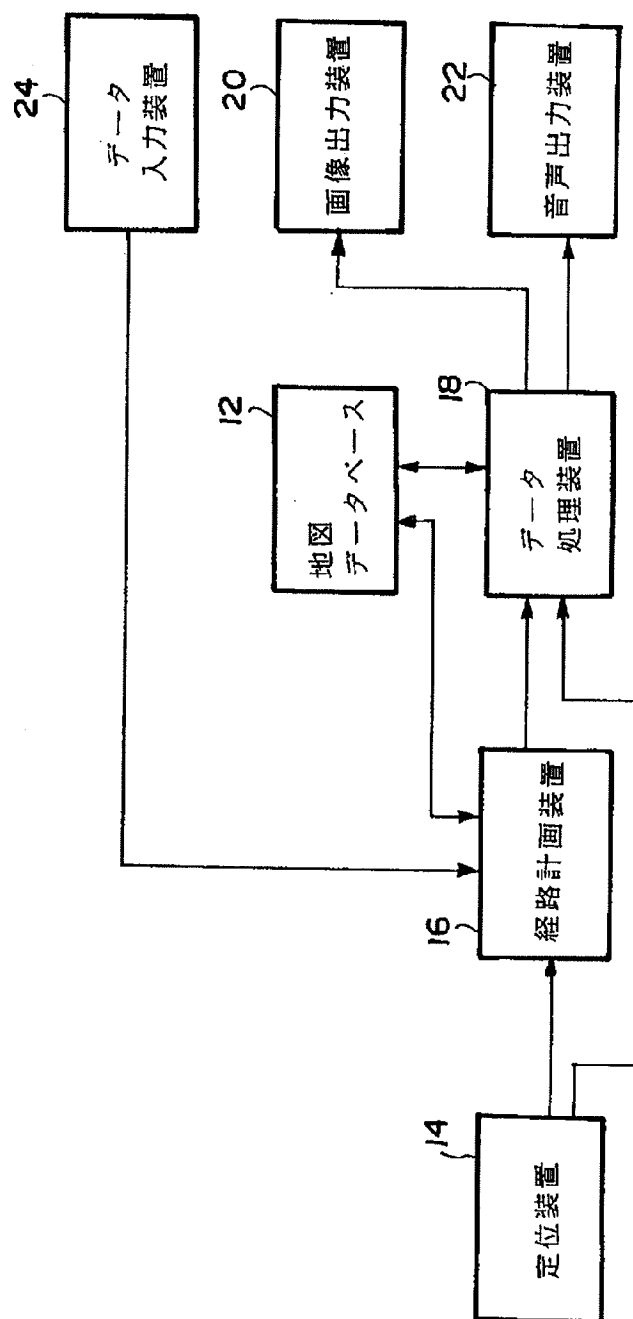 24
データ
入力装置
20
画像出力装置
22
音声出力装置
12
地図
データベース
18
データ
処理装置
16
経路計画装置
14
定位装置